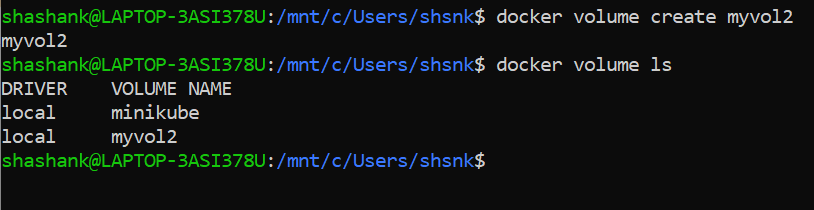 shashank@LAPTOP-3ASI378U:/mnt/c/Users/shsnk$ docker volume create myvol2
myvol2
shashank@LAPTOP-3ASI378U:/mnt/c/Users/shsnk$ docker volume ls
DRIVER    VOLUME NAME
local     minikube
local     myvol2
shashank@LAPTOP-3ASI378U:/mnt/c/Users/shsnk$